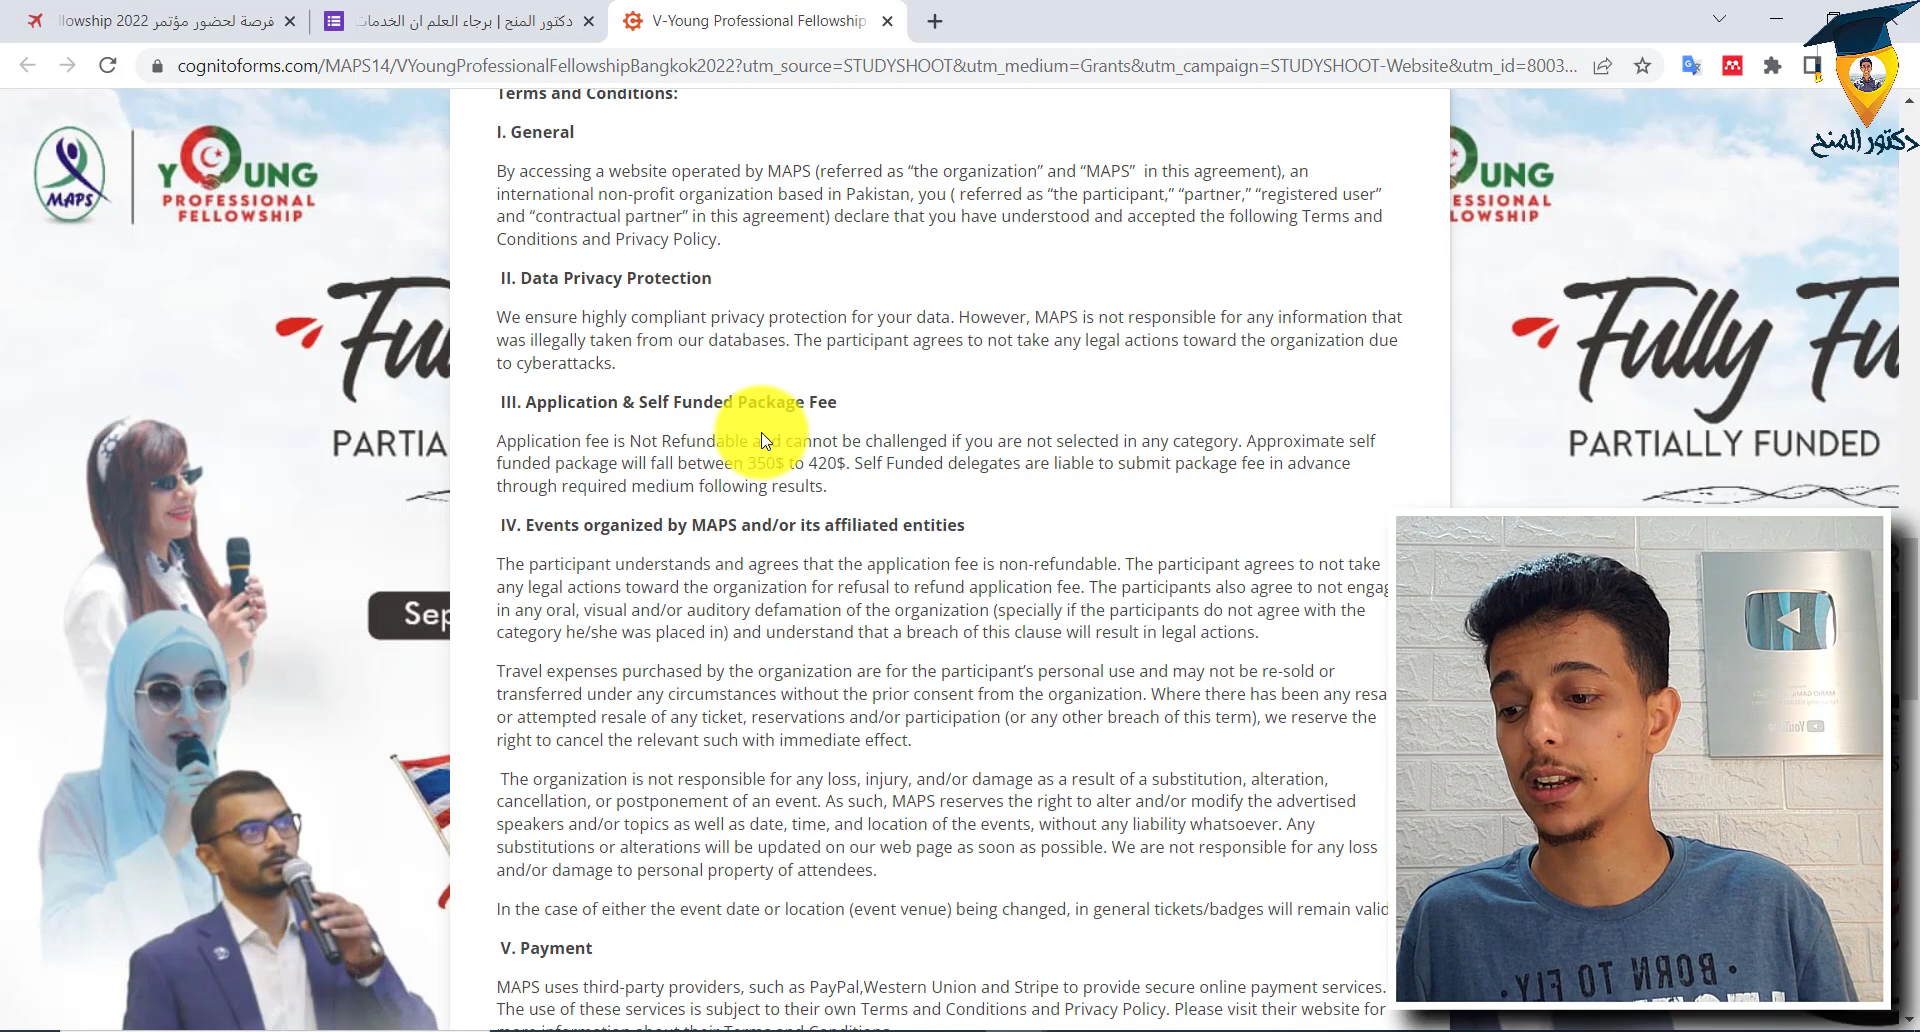 فرصة لحضور مؤتمر 2022 llowship
دكتور المنح | برجاء العلم ان الخدمات
V-Young Professional Fellowship
cognitoforms.com/MAPS14/VYoungProfessionalFellowshipBangkok2022?utm_source=STUDYSHOOT&utm_medium=Grants&utm_campaign=STUDYSHOOT-Website&utm_id=8003...
دكتور المنح
MAPS
YOUNG
PROFESSIONAL
FELLOWSHIP
Fu
PARTIA
Sep
Terms and Conditions:
I. General
By accessing a website operated by MAPS (referred as “the organization” and “MAPS”  in this agreement), an
international non-profit organization based in Pakistan, you ( referred as “the participant,” “partner,” “registered user”
and “contractual partner” in this agreement) declare that you have understood and accepted the following Terms and
Conditions and Privacy Policy.
II. Data Privacy Protection
We ensure highly compliant privacy protection for your data. However, MAPS is not responsible for any information that
was illegally taken from our databases. The participant agrees to not take any legal actions toward the organization due
to cyberattacks.
III. Application & Self Funded Package Fee
Application fee is Not Refundable and cannot be challenged if you are not selected in any category. Approximate self
funded package will fall between 350$ to 420$. Self Funded delegates are liable to submit package fee in advance
through required medium following results.
IV. Events organized by MAPS and/or its affiliated entities
The participant understands and agrees that the application fee is non-refundable. The participant agrees to not take
any legal actions toward the organization for refusal to refund application fee. The participants also agree to not engag
in any oral, visual and/or auditory defamation of the organization (specially if the participants do not agree with the
category he/she was placed in) and understand that a breach of this clause will result in legal actions.
Travel expenses purchased by the organization are for the participant’s personal use and may not be re-sold or
transferred under any circumstances without the prior consent from the organization. Where there has been any resa
or attempted resale of any ticket, reservations and/or participation (or any other breach of this term), we reserve the
right to cancel the relevant such with immediate effect.
The organization is not responsible for any loss, injury, and/or damage as a result of a substitution, alteration,
cancellation, or postponement of an event. As such, MAPS reserves the right to alter and/or modify the advertised
speakers and/or topics as well as date, time, and location of the events, without any liability whatsoever. Any
substitutions or alterations will be updated on our web page as soon as possible. We are not responsible for any loss
and/or damage to personal property of attendees.
In the case of either the event date or location (event venue) being changed, in general tickets/badges will remain valid
V. Payment
MAPS uses third-party providers, such as PayPal,Western Union and Stripe to provide secure online payment services.
The use of these services is subject to their own Terms and Conditions and Privacy Policy. Please visit their website for
more information about their Terms and Conditions
UNG
ESSIONAL
LOWSHIP
Fully Fu
PARTIALLY FUNDED
YouTube
BORN TO FLY